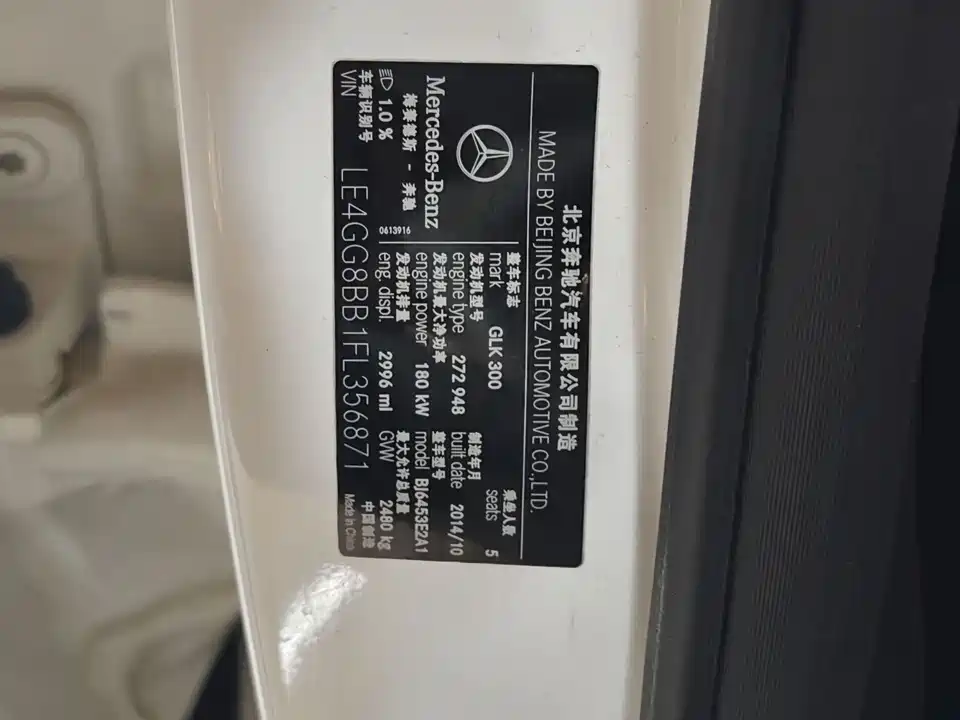 北京奔驰汽车有限公司制造
MADE BY BEIJING BENZ AUTOMOTIVE CO.,LTD.
Mercedes-Benz
梅赛德斯 - 奔驰
1.0 %
0613916
整车标志
mark GLK 300
乘坐人数
seats 5
发动机型号
engine type 272 948
制造年月
built date 2014/10
发动机最大净功率
engine power 180 kW
整车型号
model BJ6453E2A1
发动机排量
eng. displ. 2996 ml
最大允许总质量
GVW 2480 kg
车辆识别号
VIN LE4GG8BB1FL356871
中国制造
Made in China